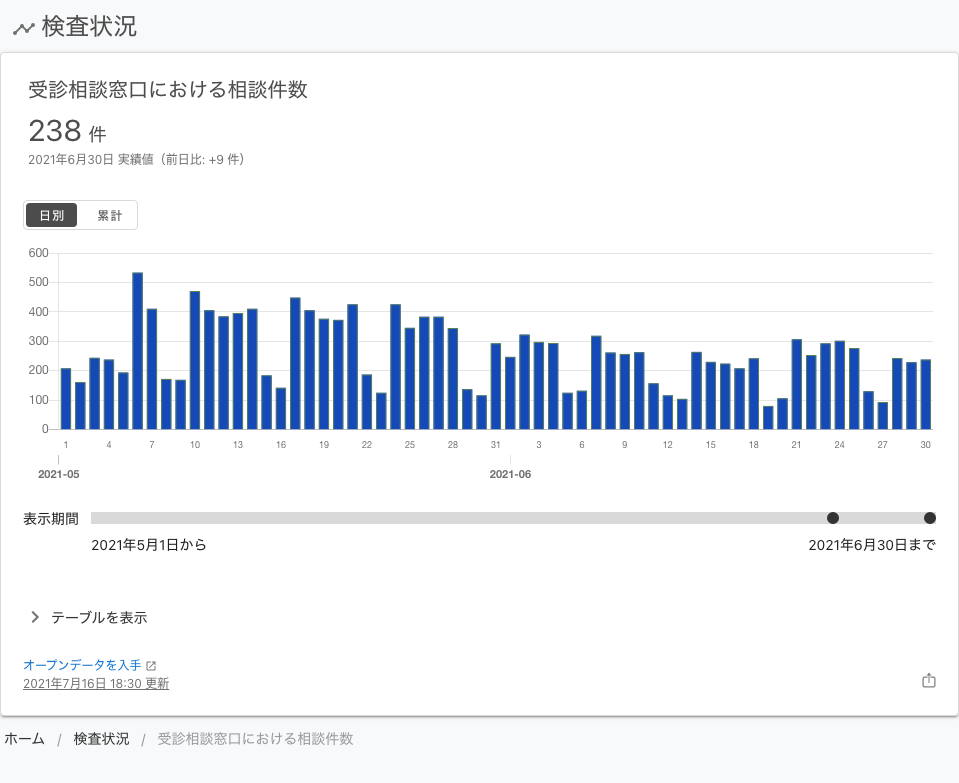 検査状況
受診相談窓口における相談件数
238 件
2021年6月30日 実績値（前日比: +9 件）
日別 累計
600
500
400
300
200
100
0
1 4 7 10 13 16 19 22 25 28 31 3 6 9 12 15 18 21 24 27 30
2021-05 2021-06
表示期間
2021年5月1日から 2021年6月30日まで
テーブルを表示
オープンデータを入手
2021年7月16日 18:30 更新
ホーム / 検査状況 / 受診相談窓口における相談件数